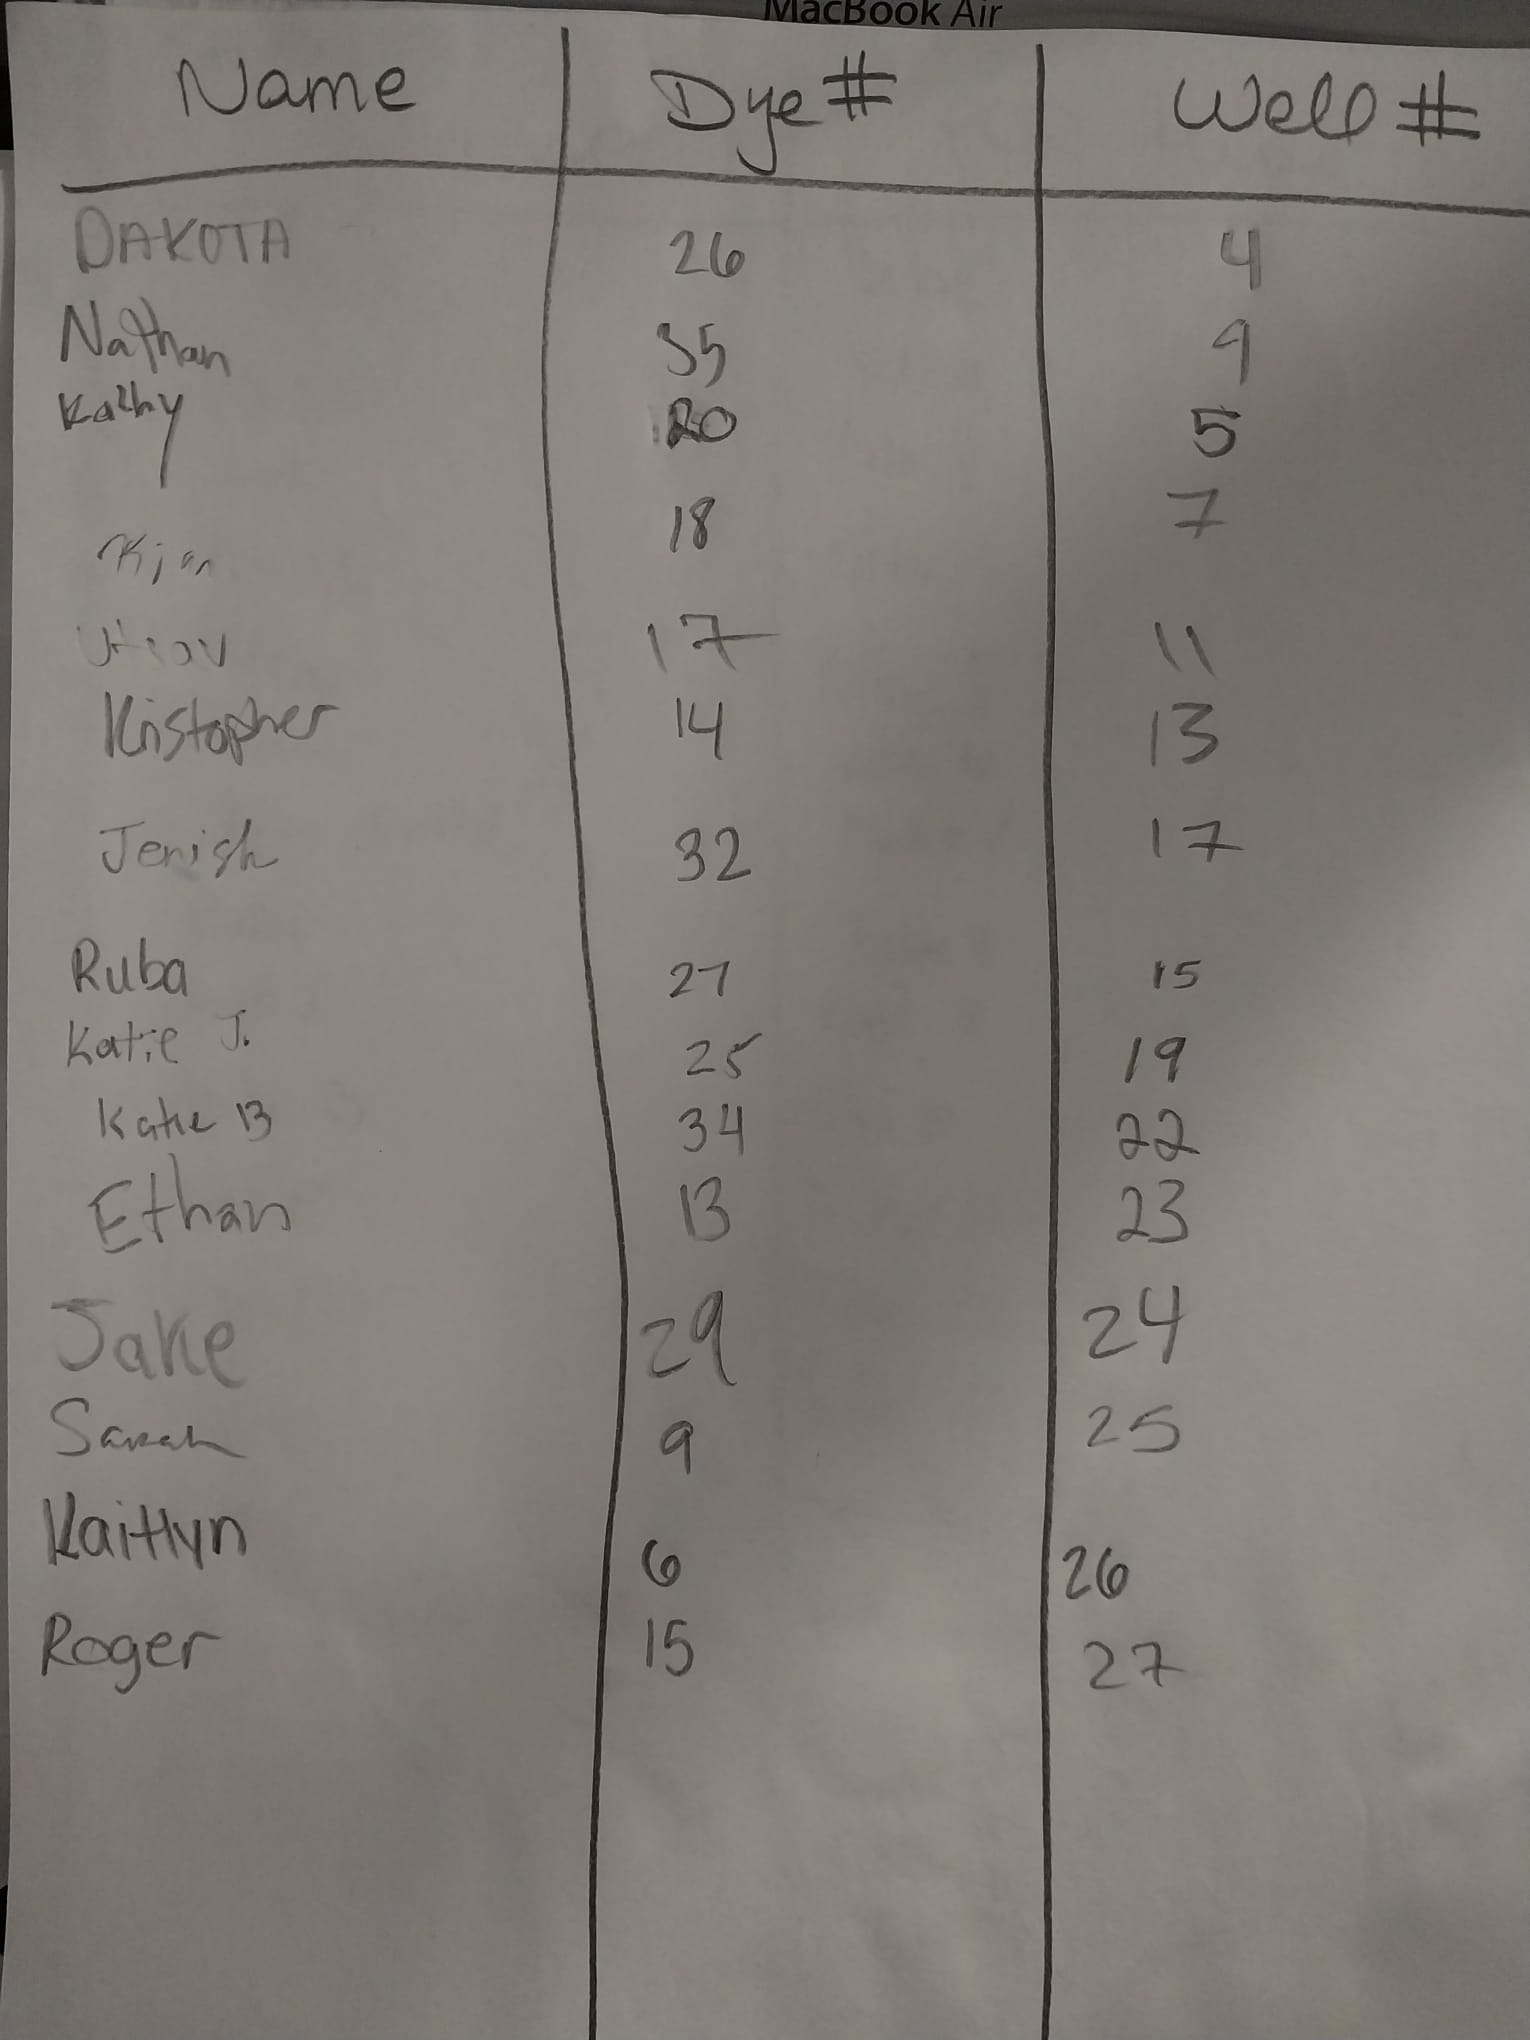 MacBook Air
Name Dye # Well #
DAKOTA 26 4
Nathan 35 9
Kathy 20 5
18 7
17 11
Kristopher 14 13
Jenish 32 17
Ruba 27 15
Katie J. 25 19
Katie B 34 22
Ethan 13 23
Jake 29 24
Sarah 9 25
Kaitlyn 6 26
Roger 15 27